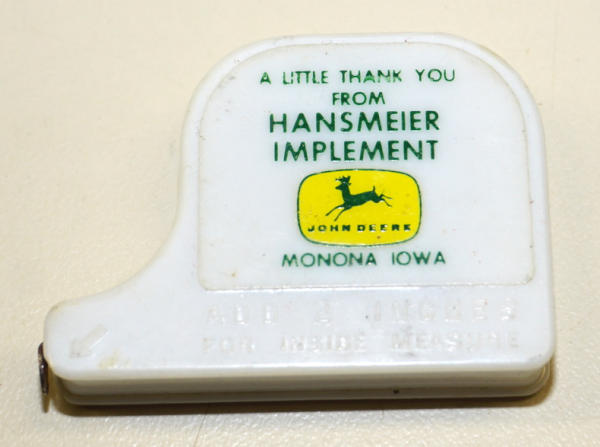 A LITTLE THANK YOU
FROM
HANSMEIER
IMPLEMENT
JOHN DEERE
MONONA IOWA
ADD 2 INCHES
FOR INSIDE MEASURE